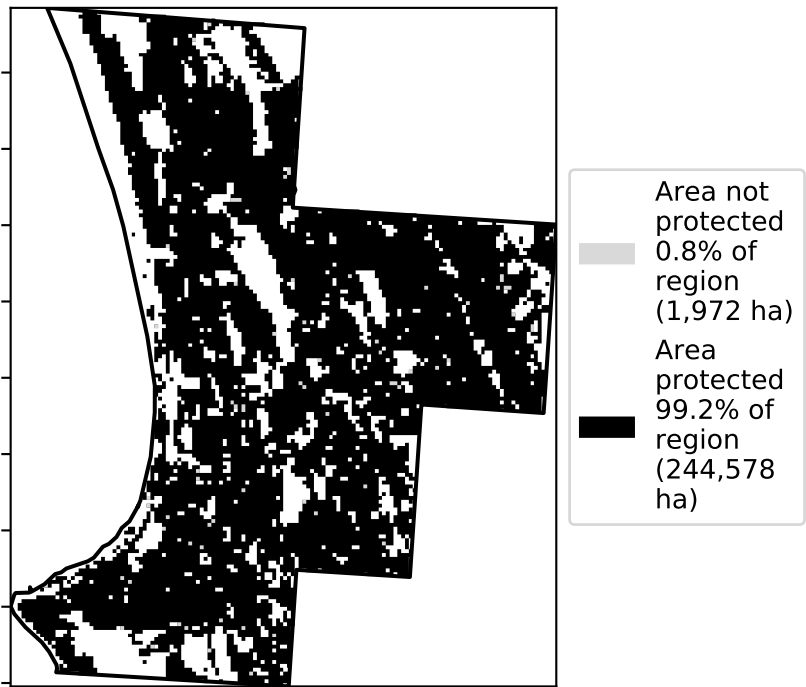 Area not
protected
0.8% of
region
(1,972 ha)
Area
protected
99.2% of
region
(244,578
ha)